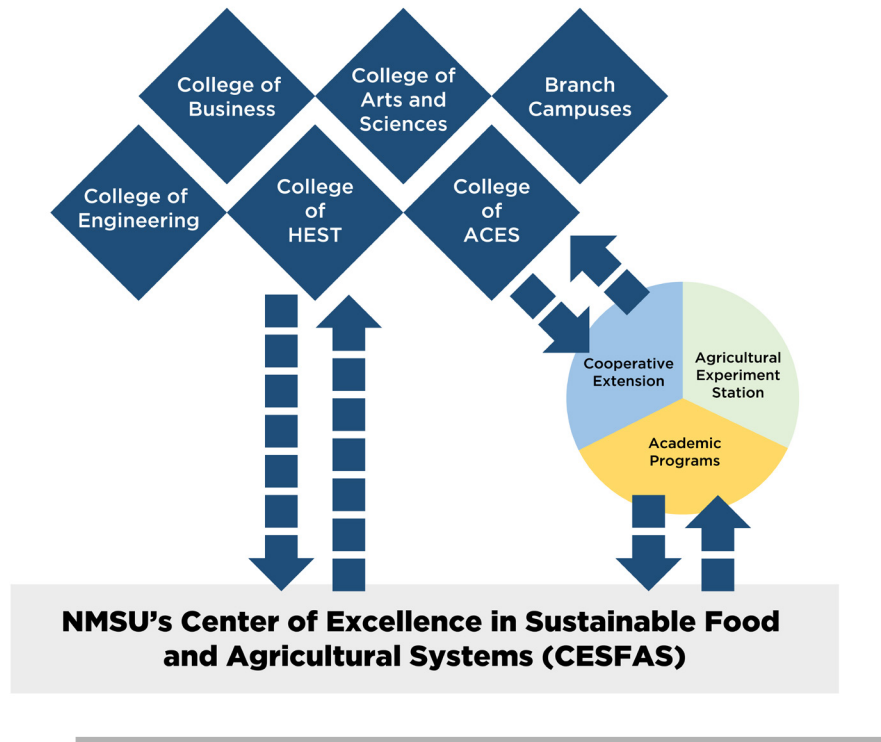 College of
Business
College of
Arts and
Sciences
Branch
Campuses
College of
Engineering
College
of
HEST
College
of
ACES
Cooperative
Extension
Agricultural
Experiment
Station
Academic
Programs
NMSU's Center of Excellence in Sustainable Food
and Agricultural Systems (CESFAS)